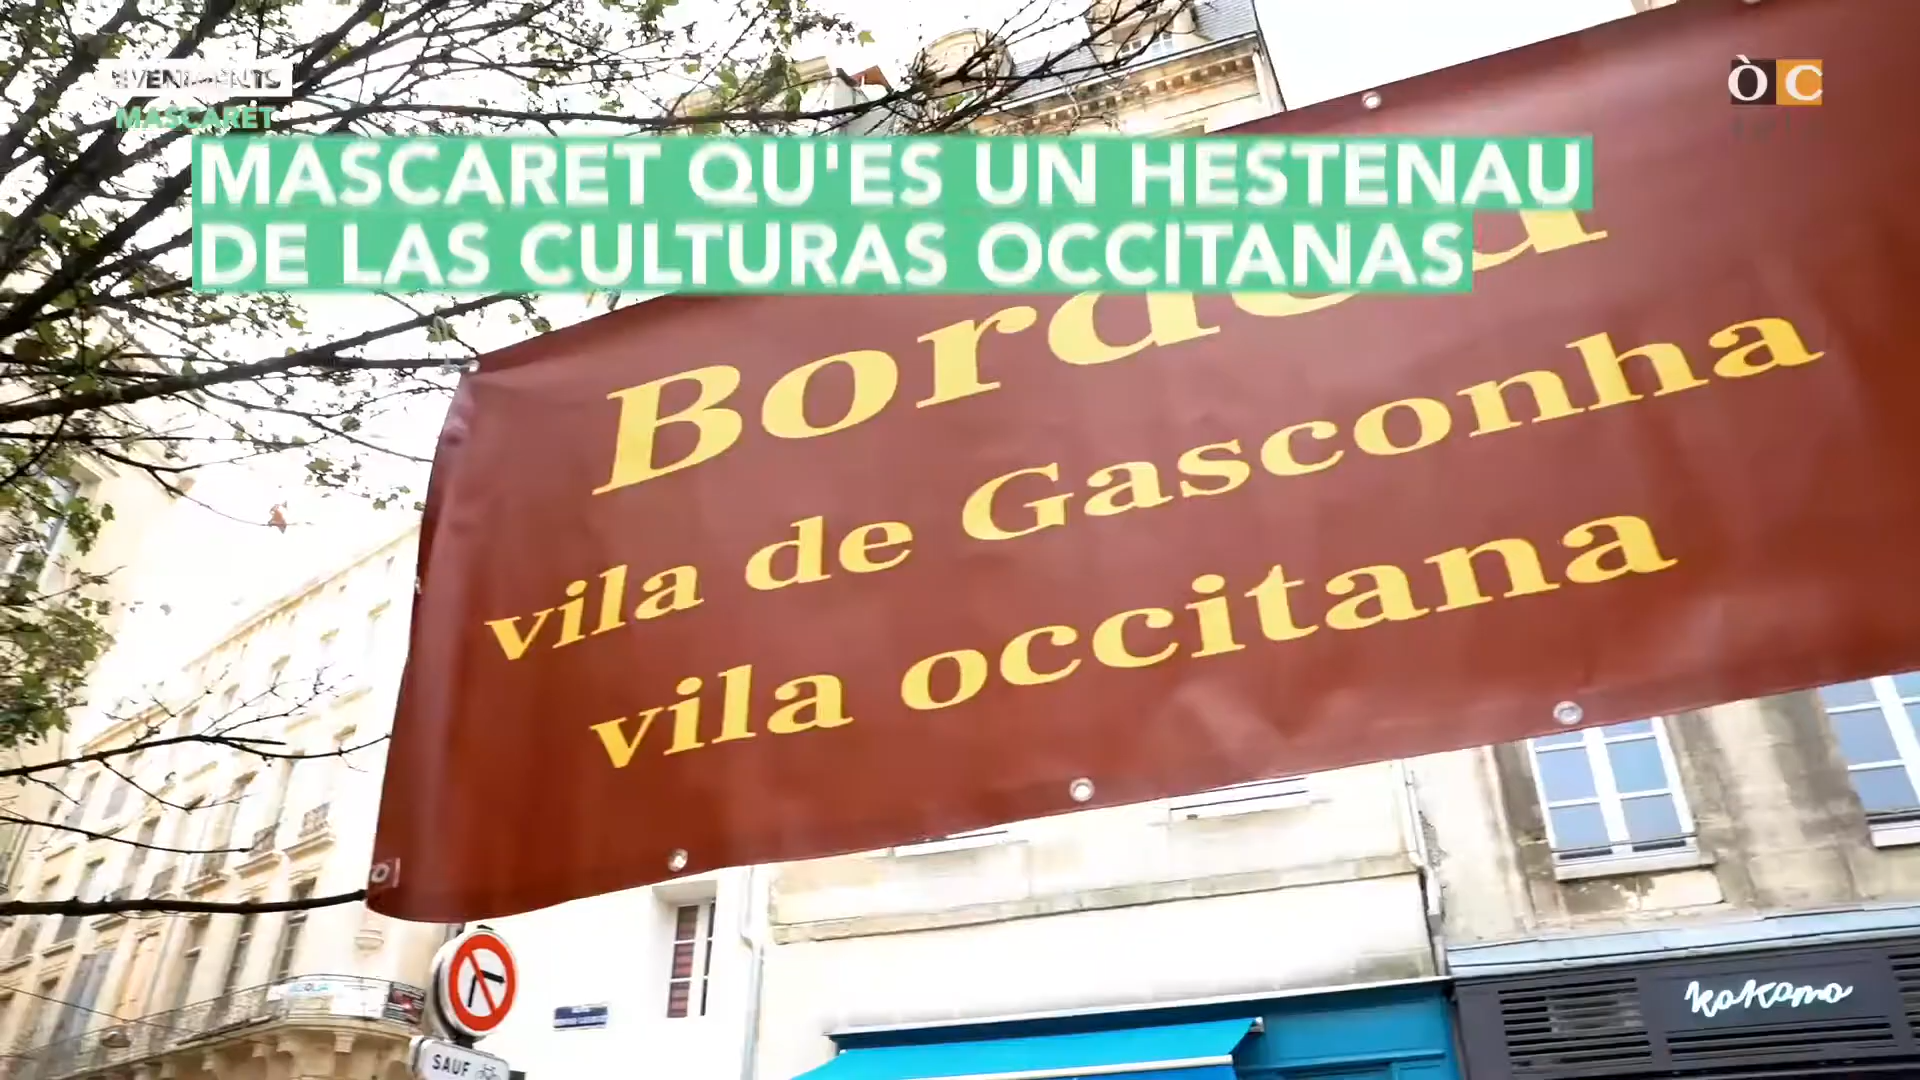 EVENIMENTS
MASCARET
ÒC
MASCARET QU'ES UN HESTENAU
DE LAS CULTURAS OCCITANAS
Bordèu
vila de Gasconha
vila occitana
SAUF
kokomo